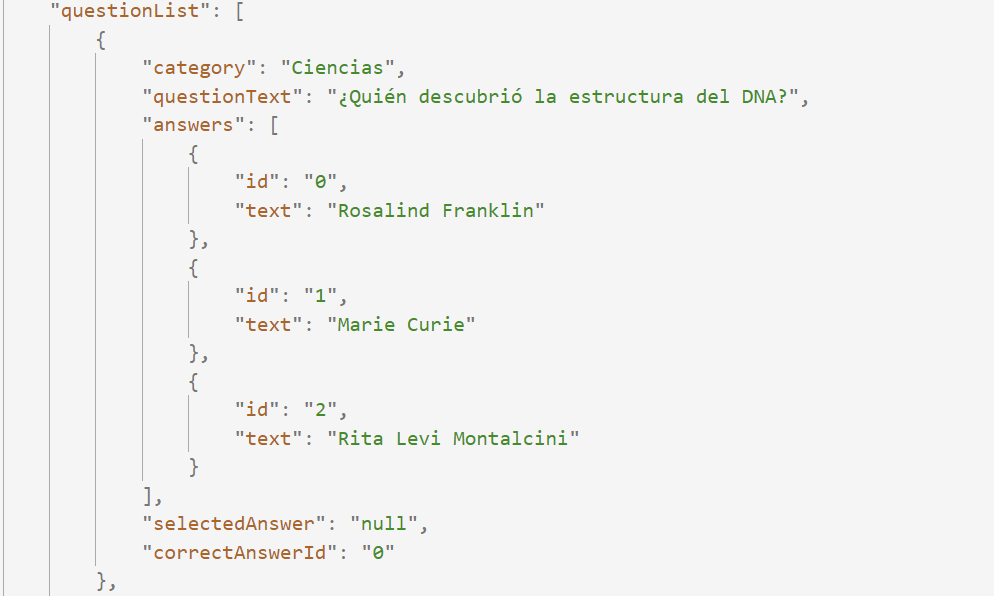 "questionList": [
{
"category": "Ciencias",
"questionText": "¿Quién descubrió la estructura del DNA?",
"answers": [
{
"id": "0",
"text": "Rosalind Franklin"
},
{
"id": "1",
"text": "Marie Curie"
},
{
"id": "2",
"text": "Rita Levi Montalcini"
}
],
"selectedAnswer": "null",
"correctAnswerId": "0"
},